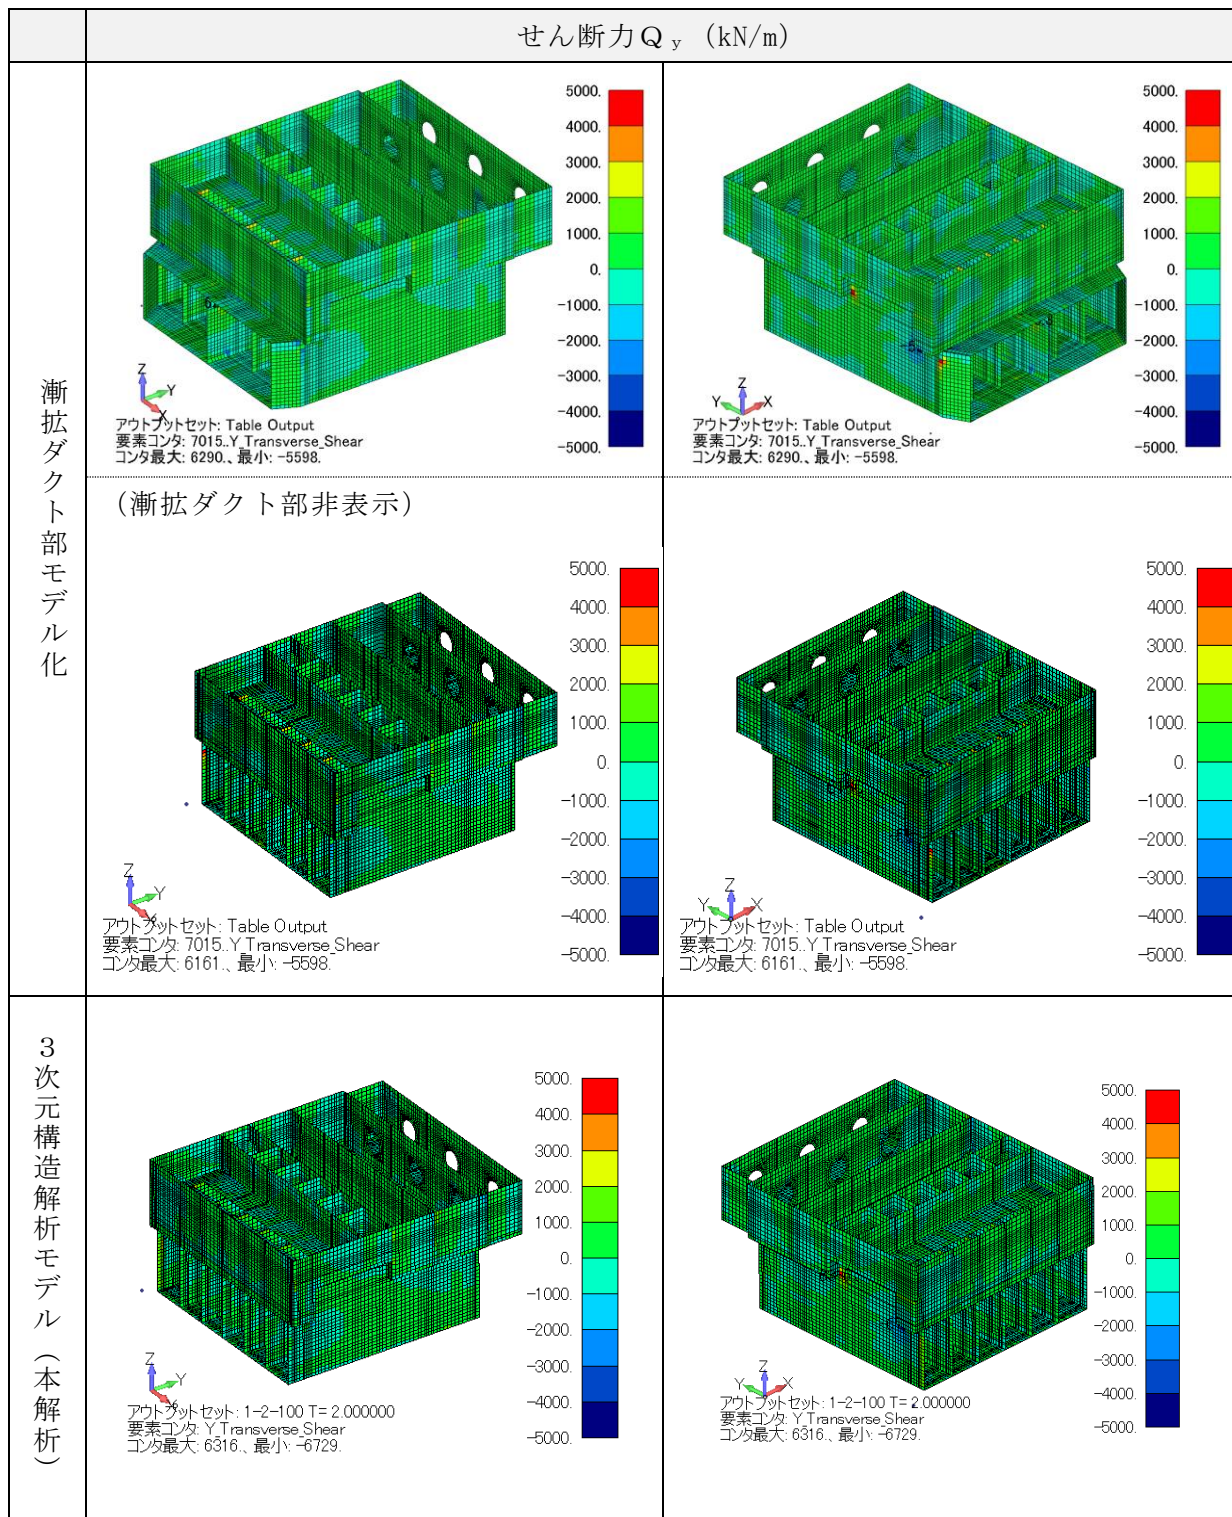 せん断力Qy (kN/m)
漸拡ダクト部モデル化
5000.
4000.
3000.
2000.
1000.
0.
-1000.
-2000.
-3000.
-4000.
-5000.
Z
Y
X
アウトプットセット: Table Output
要素コンタ: 7015..Y_Transverse_Shear
コンタ最大: 6290.、最小: -5598.
5000.
4000.
3000.
2000.
1000.
0.
-1000.
-2000.
-3000.
-4000.
-5000.
Z
Y X
アウトプットセット: Table Output
要素コンタ: 7015..Y_Transverse_Shear
コンタ最大: 6290.、最小: -5598.
(漸拡ダクト部非表示)
5000.
4000.
3000.
2000.
1000.
0.
-1000.
-2000.
-3000.
-4000.
-5000.
Z
Y
X
アウトプットセット: Table Output
要素コンタ: 7015..Y_Transverse_Shear
コンタ最大: 6161.、最小: -5598.
5000.
4000.
3000.
2000.
1000.
0.
-1000.
-2000.
-3000.
-4000.
-5000.
Z
Y X
アウトプットセット: Table Output
要素コンタ: 7015..Y_Transverse_Shear
コンタ最大: 6161.、最小: -5598.
3次元構造解析モデル(本解析)
5000.
4000.
3000.
2000.
1000.
0.
-1000.
-2000.
-3000.
-4000.
-5000.
Z
Y
X
アウトプットセット: 1-2-100 T= 2.000000
要素コンタ: Y_Transverse_Shear
コンタ最大: 6316.、最小: -6729.
5000.
4000.
3000.
2000.
1000.
0.
-1000.
-2000.
-3000.
-4000.
-5000.
Z
Y X
アウトプットセット: 1-2-100 T= 2.000000
要素コンタ: Y_Transverse_Shear
コンタ最大: 6316.、最小: -6729.